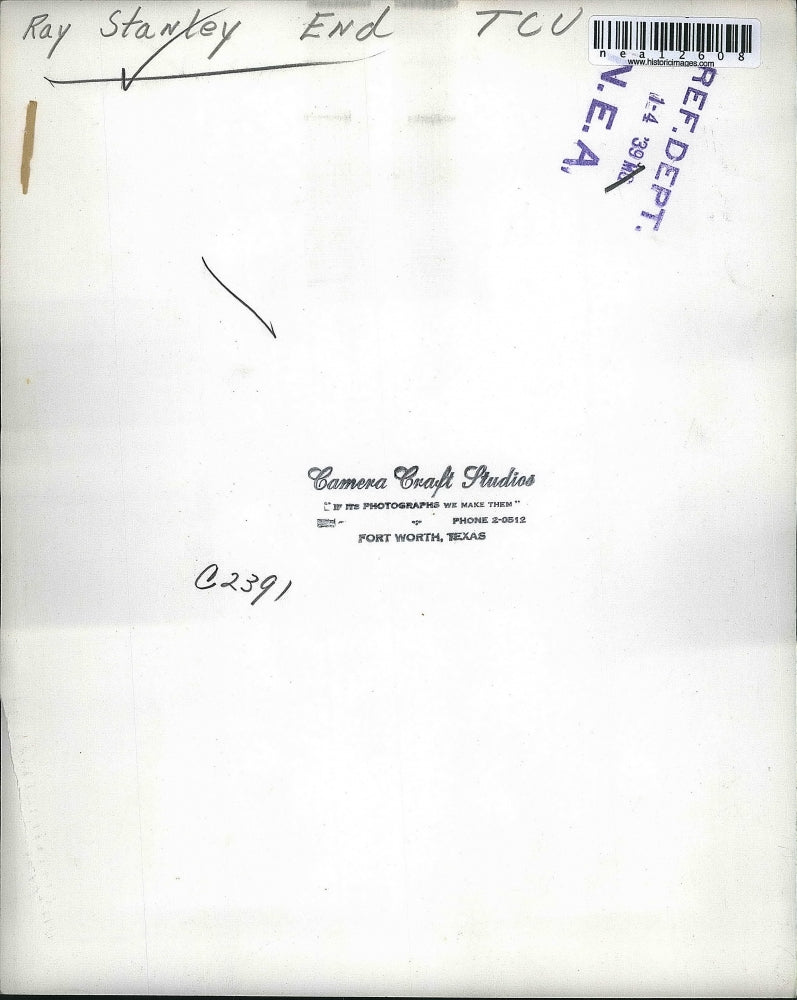 Ray Stanley End TCU
nea12608
www.historicimages.com
REF. DEPT.
1-4 '39
N.E.A.
Camera Craft Studios
"IF ITS PHOTOGRAPHS WE MAKE THEM"
PHONE 2-0512
FORT WORTH, TEXAS
C2391